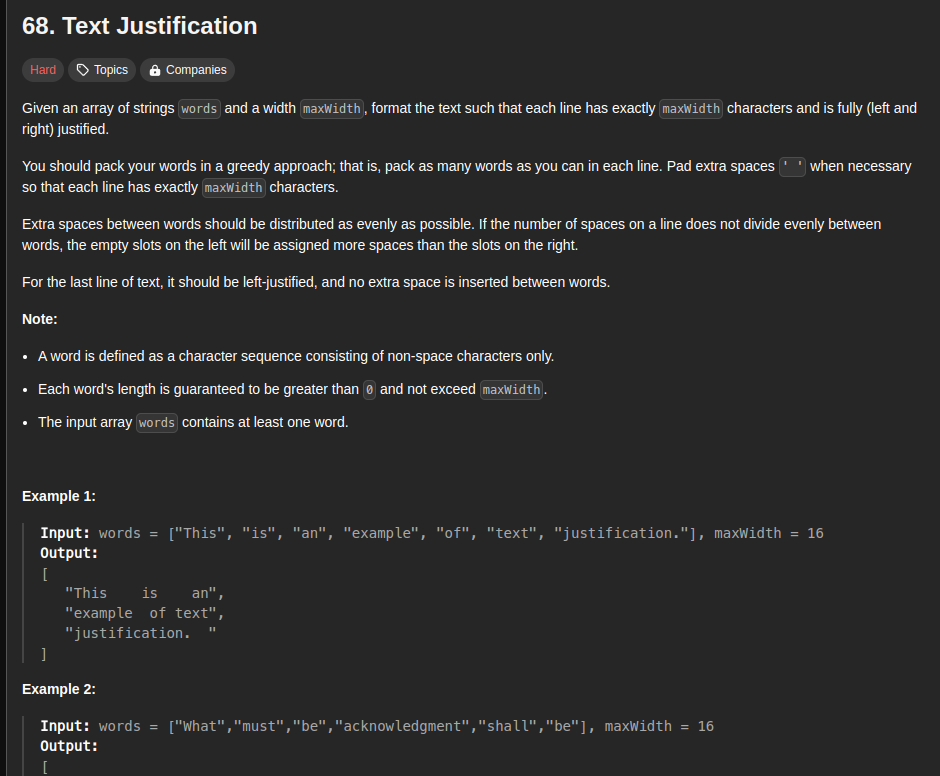 68. Text Justification
Hard Topics Companies
Given an array of strings words and a width maxWidth, format the text such that each line has exactly maxWidth characters and is fully (left and
right) justified.
You should pack your words in a greedy approach; that is, pack as many words as you can in each line. Pad extra spaces ' ' when necessary
so that each line has exactly maxWidth characters.
Extra spaces between words should be distributed as evenly as possible. If the number of spaces on a line does not divide evenly between
words, the empty slots on the left will be assigned more spaces than the slots on the right.
For the last line of text, it should be left-justified, and no extra space is inserted between words.
Note:
• A word is defined as a character sequence consisting of non-space characters only.
• Each word's length is guaranteed to be greater than 0 and not exceed maxWidth.
• The input array words contains at least one word.
Example 1:
Input: words = ["This", "is", "an", "example", "of", "text", "justification."], maxWidth = 16
Output:
[
   "This    is    an",
   "example  of text",
   "justification.  "
]
Example 2:
Input: words = ["What","must","be","acknowledgment","shall","be"], maxWidth = 16
Output:
[